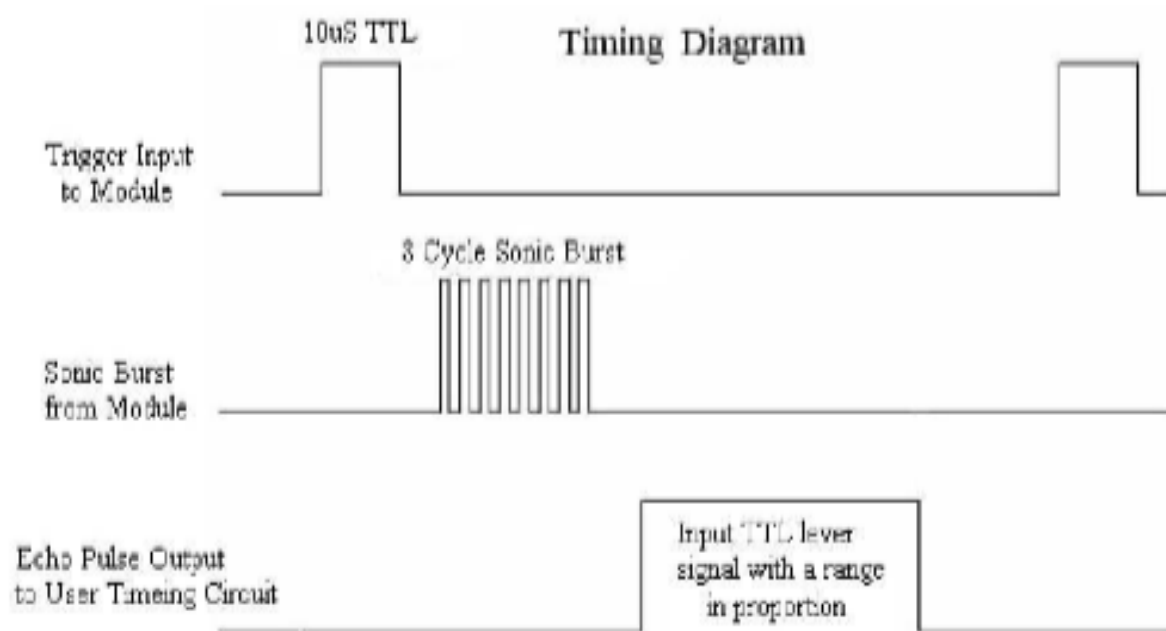 10uS TTL
Timing Diagram
Trigger Input
to Module
8 Cycle Sonic Burst
Sonic Burst
from Module
Echo Pulse Output
to User Timeing Circuit
Input TTL lever
signal with a range
in proportion